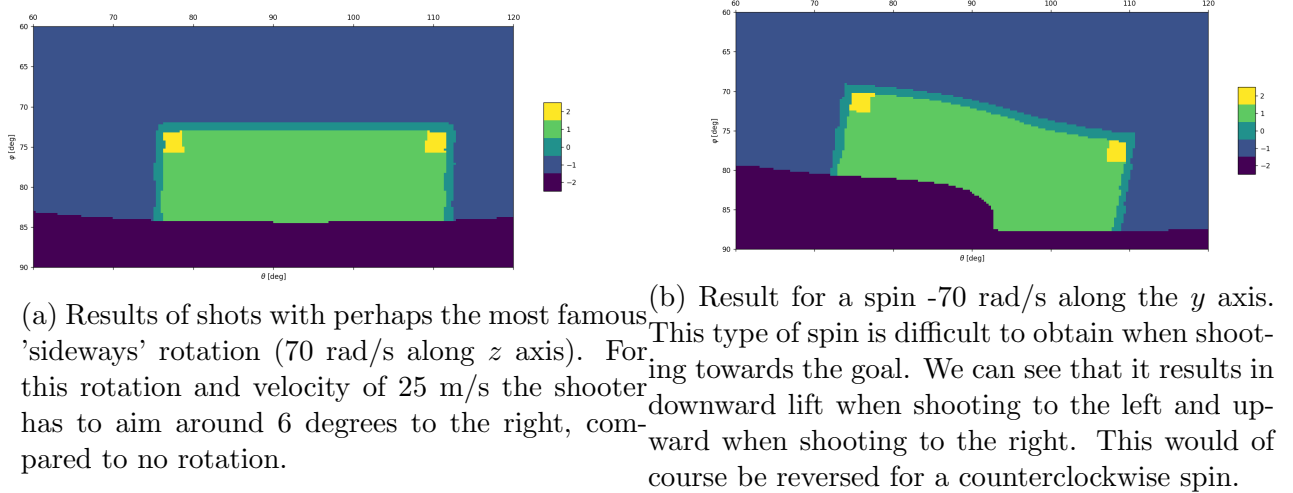 60 70 80 90 100 110 120
60
65
70
75
80
85
90
φ [deg]
θ [deg]
2
1
0
−1
−2
(a) Results of shots with perhaps the most famous
'sideways' rotation (70 rad/s along z axis). For
this rotation and velocity of 25 m/s the shooter
has to aim around 6 degrees to the right, com-
pared to no rotation.
60 70 80 90 100 110 120
60
65
70
75
80
85
90
φ [deg]
θ [deg]
2
1
0
−1
−2
(b) Result for a spin -70 rad/s along the y axis.
This type of spin is difficult to obtain when shoot-
ing towards the goal. We can see that it results in
downward lift when shooting to the left and up-
ward when shooting to the right. This would of
course be reversed for a counterclockwise spin.